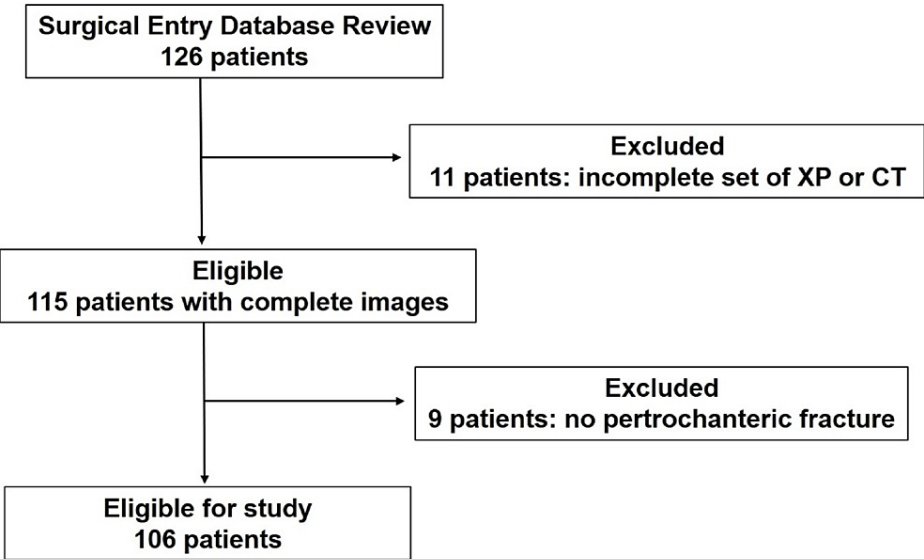 Surgical Entry Database Review
126 patients
Excluded
11 patients: incomplete set of XP or CT
Eligible
115 patients with complete images
Excluded
9 patients: no pertrochanteric fracture
Eligible for study
106 patients